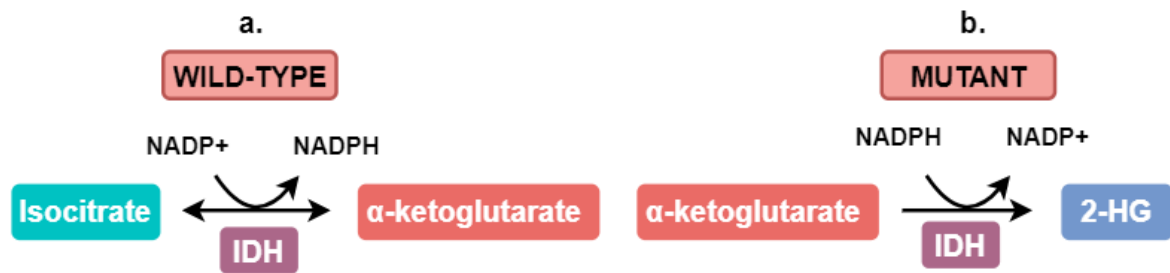 a.
WILD-TYPE
NADP+ NADPH
Isocitrate α-ketoglutarate
IDH
b.
MUTANT
NADPH NADP+
α-ketoglutarate 2-HG
IDH